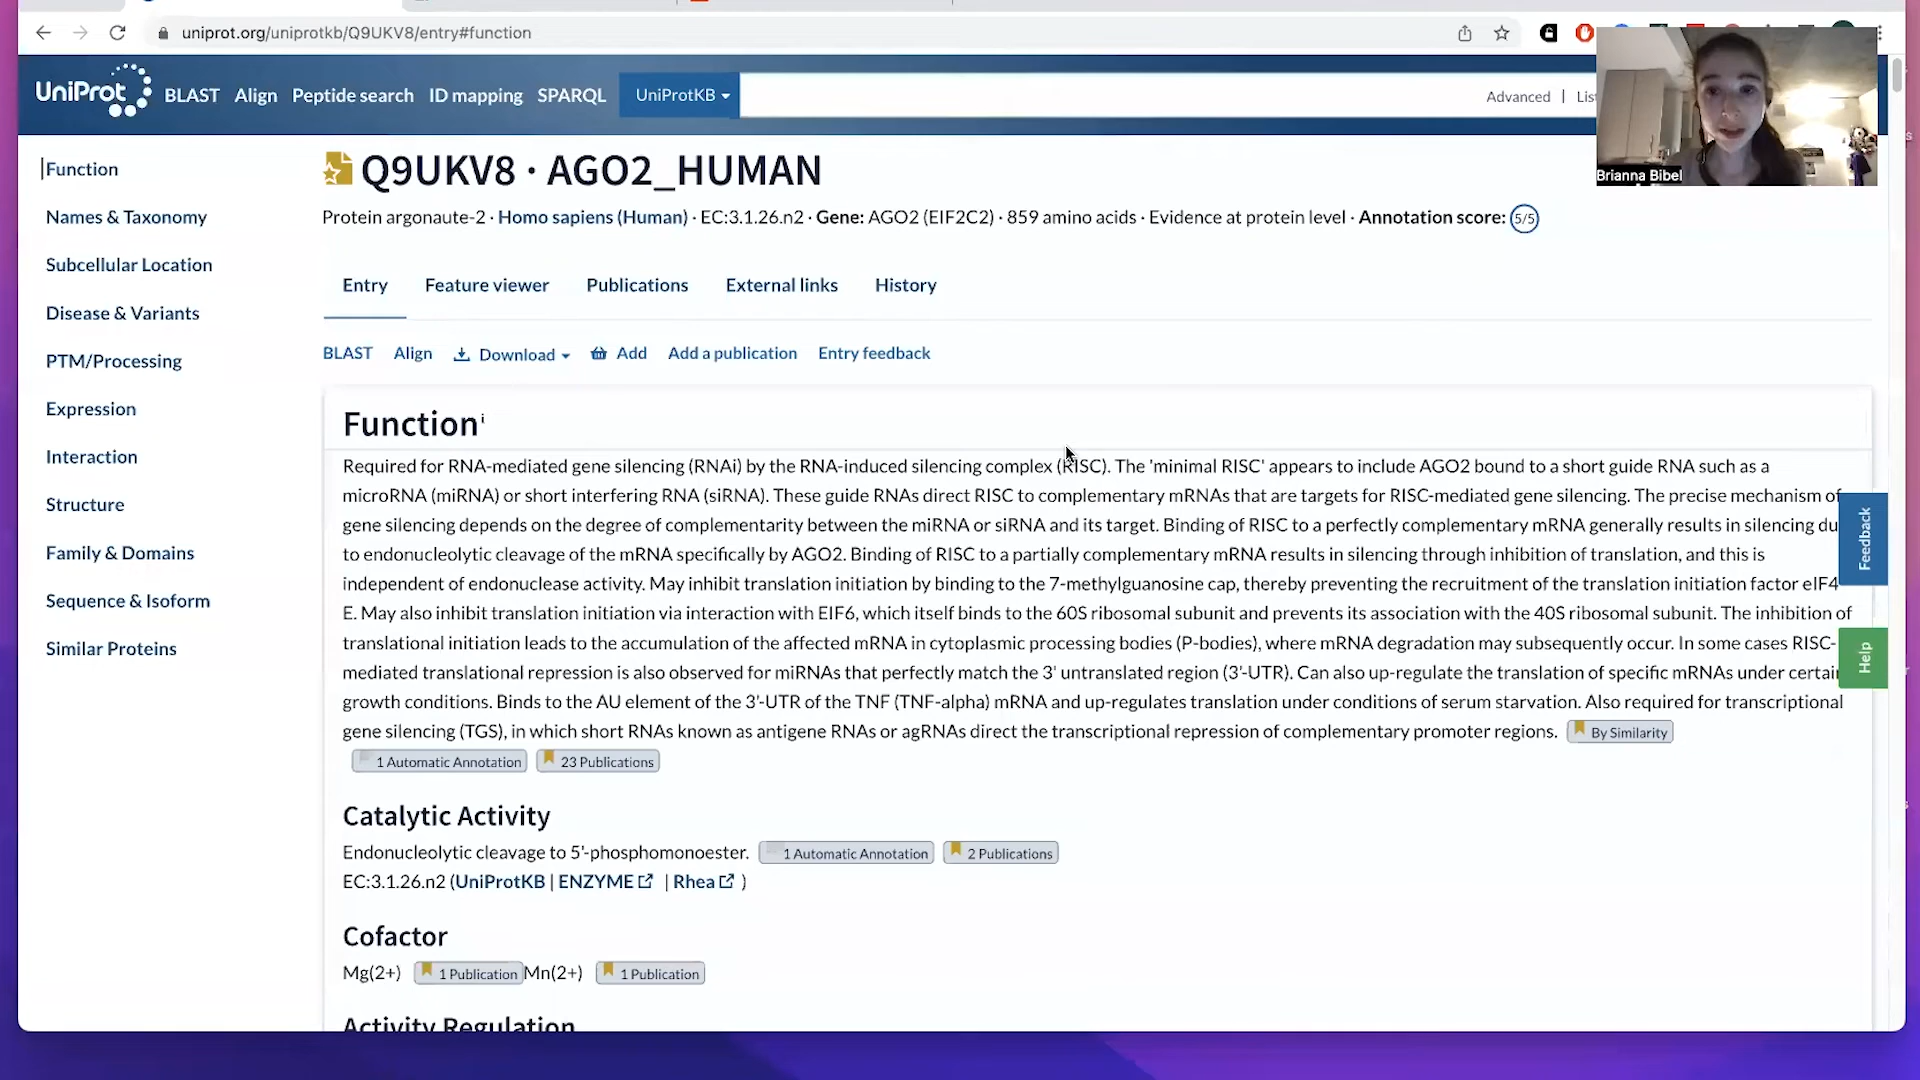 uniprot.org/uniprotkb/Q9UKV8/entry#function
UniProt BLAST Align Peptide search ID mapping SPARQL UniProtKB Advanced | List
Brianna Bibel
Function
Names & Taxonomy
Subcellular Location
Disease & Variants
PTM/Processing
Expression
Interaction
Structure
Family & Domains
Sequence & Isoform
Similar Proteins
Q9UKV8 · AGO2_HUMAN
Protein argonaute-2 · Homo sapiens (Human) · EC:3.1.26.n2 · Gene: AGO2 (EIF2C2) · 859 amino acids · Evidence at protein level · Annotation score: 5/5
Entry Feature viewer Publications External links History
BLAST Align Download Add Add a publication Entry feedback
Function i
Required for RNA-mediated gene silencing (RNAi) by the RNA-induced silencing complex (RISC). The 'minimal RISC' appears to include AGO2 bound to a short guide RNA such as a
microRNA (miRNA) or short interfering RNA (siRNA). These guide RNAs direct RISC to complementary mRNAs that are targets for RISC-mediated gene silencing. The precise mechanism of
gene silencing depends on the degree of complementarity between the miRNA or siRNA and its target. Binding of RISC to a perfectly complementary mRNA generally results in silencing du
to endonucleolytic cleavage of the mRNA specifically by AGO2. Binding of RISC to a partially complementary mRNA results in silencing through inhibition of translation, and this is
independent of endonuclease activity. May inhibit translation initiation by binding to the 7-methylguanosine cap, thereby preventing the recruitment of the translation initiation factor eIF4
E. May also inhibit translation initiation via interaction with EIF6, which itself binds to the 60S ribosomal subunit and prevents its association with the 40S ribosomal subunit. The inhibition of
translational initiation leads to the accumulation of the affected mRNA in cytoplasmic processing bodies (P-bodies), where mRNA degradation may subsequently occur. In some cases RISC-
mediated translational repression is also observed for miRNAs that perfectly match the 3' untranslated region (3'-UTR). Can also up-regulate the translation of specific mRNAs under certain
growth conditions. Binds to the AU element of the 3'-UTR of the TNF (TNF-alpha) mRNA and up-regulates translation under conditions of serum starvation. Also required for transcriptional
gene silencing (TGS), in which short RNAs known as antigene RNAs or agRNAs direct the transcriptional repression of complementary promoter regions. By Similarity
1 Automatic Annotation 23 Publications
Catalytic Activity
Endonucleolytic cleavage to 5'-phosphomonoester. 1 Automatic Annotation 2 Publications
EC:3.1.26.n2 (UniProtKB | ENZYME | Rhea )
Cofactor
Mg(2+) 1 Publication Mn(2+) 1 Publication
Activity Regulation
Feedback
Help